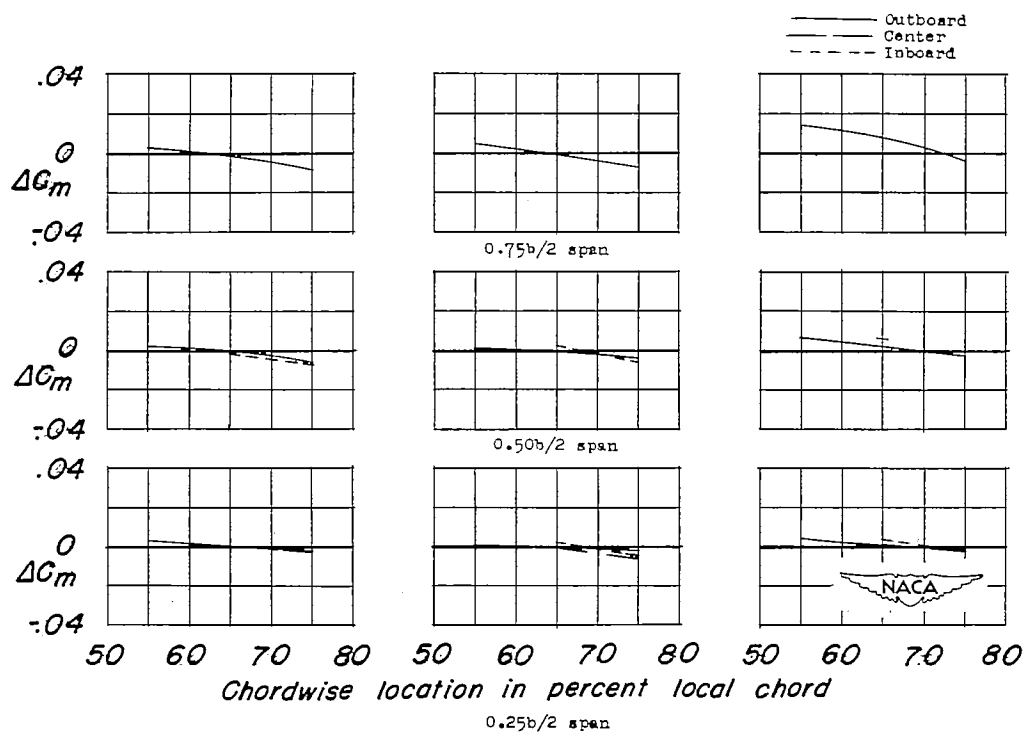 Outboard
Center
Inboard
.04
0
ΔCm
-.04
0.75b/2 span
.04
0
ΔCm
-.04
0.50b/2 span
.04
0
ΔCm
-.04
NACA
50 60 70 80 50 60 70 80 50 60 70 80
Chordwise location in percent local chord
0.25b/2 span